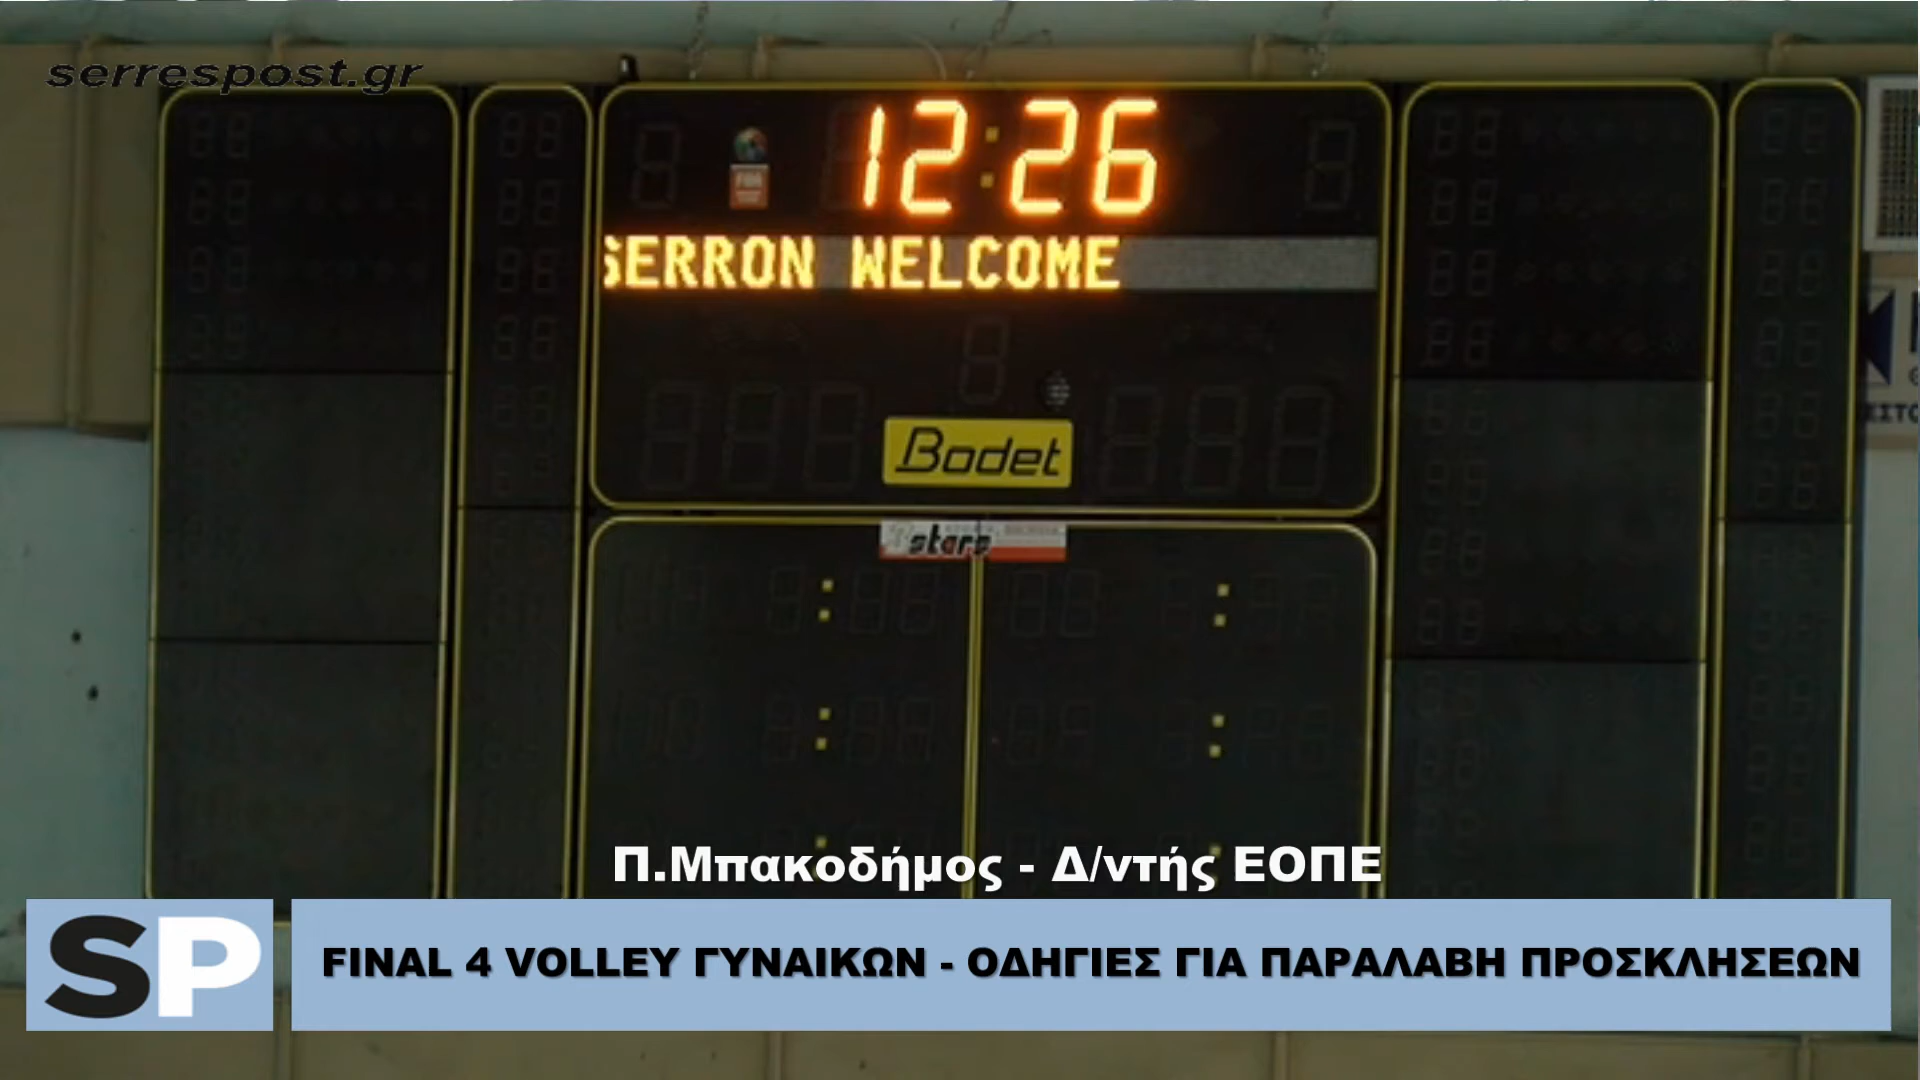 serrespost.gr
12:26
SERRON WELCOME
Bodet
stars
Π.Μπακοδήμος - Δ/ντής ΕΟΠΕ
SP
FINAL 4 VOLLEY ΓΥΝΑΙΚΩΝ - ΟΔΗΓΙΕΣ ΓΙΑ ΠΑΡΑΛΑΒΗ ΠΡΟΣΚΛΗΣΕΩΝ